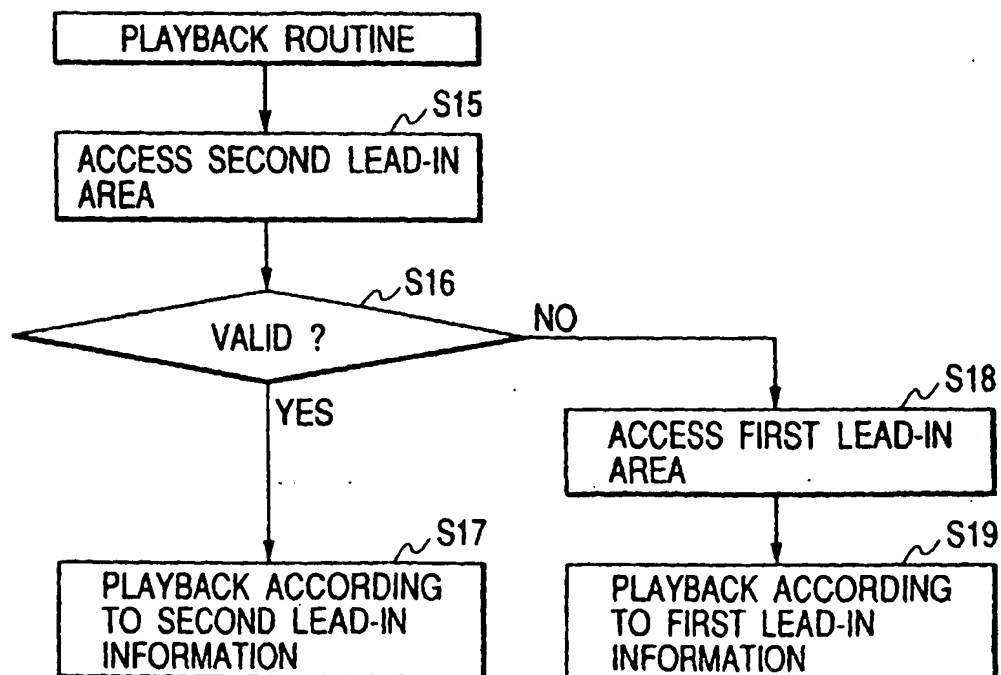 PLAYBACK ROUTINE
S15
ACCESS SECOND LEAD-IN
AREA
S16
VALID ?
NO
YES
S18
ACCESS FIRST LEAD-IN
AREA
S17
PLAYBACK ACCORDING
TO SECOND LEAD-IN
INFORMATION
S19
PLAYBACK ACCORDING
TO FIRST LEAD-IN
INFORMATION